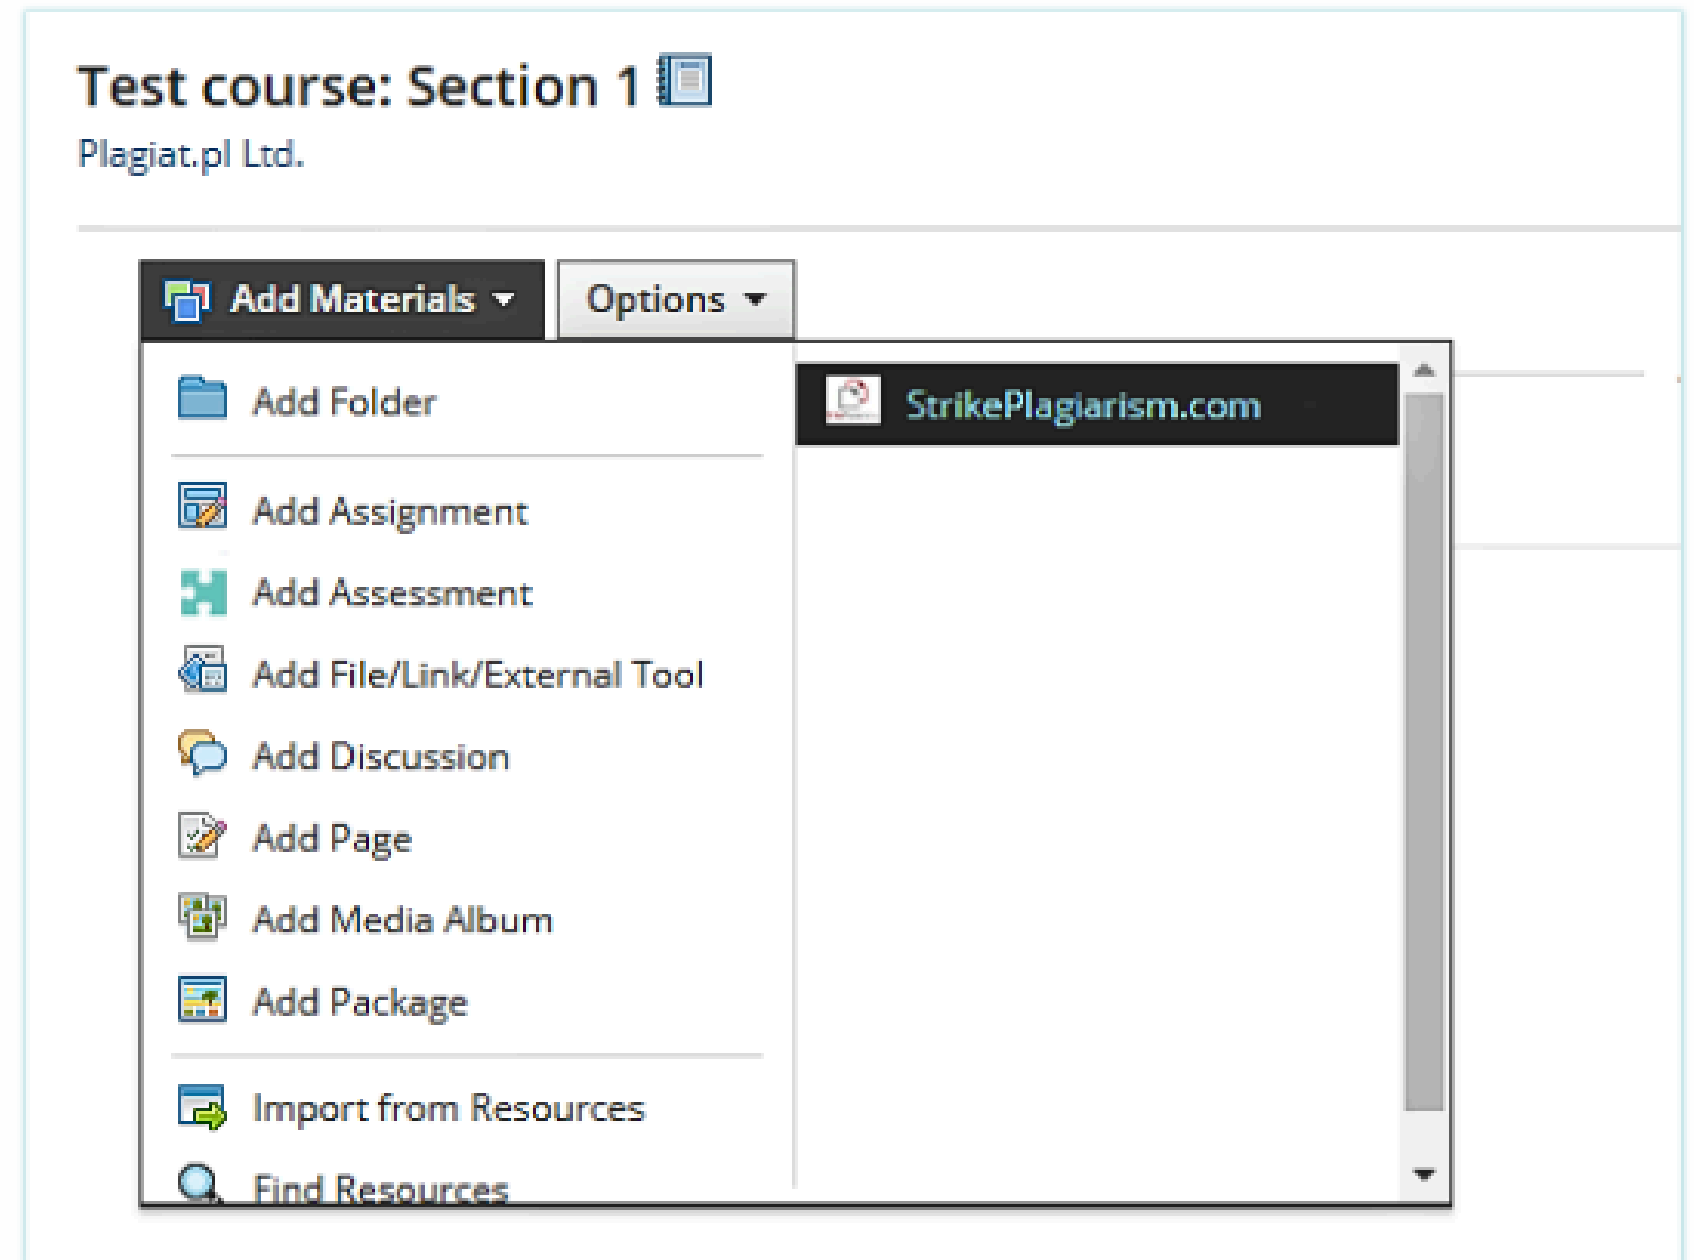 Test course: Section 1
Plagiat.pl Ltd.
Add Materials
Options
Add Folder
StrikePlagiarism.com
Add Assignment
Add Assessment
Add File/Link/External Tool
Add Discussion
Add Page
Add Media Album
Add Package
Import from Resources
Find Resources